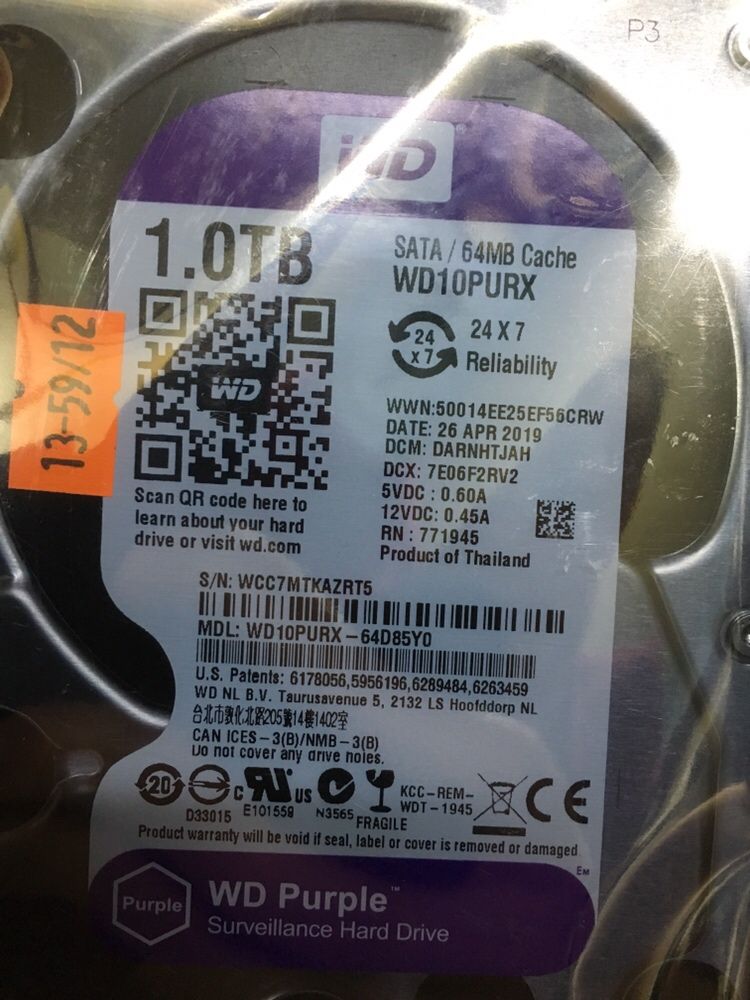 P3
WD
1.0TB
SATA / 64MB Cache
WD10PURX
24 x 7
24 X 7
Reliability
13-59/12
WD
WWN:50014EE25EF56CRW
DATE: 26 APR 2019
DCM: DARNHTJAH
DCX: 7E06F2RV2
5VDC : 0.60A
12VDC: 0.45A
RN : 771945
Product of Thailand
Scan QR code here to
learn about your hard
drive or visit wd.com
S/N: WCC7MTKAZRT5
MDL: WD10PURX-64D85Y0
U.S. Patents: 6178056,5956196,6289484,6263459
WD NL B.V. Taurusavenue 5, 2132 LS Hoofddorp NL
台北市敦化北路205號14樓1402室
CAN ICES-3(B)/NMB-3(B)
Do not cover any drive holes.
20
D33015
c RU US
E101559
N3565
FRAGILE
KCC-REM-
WDT-1945
CE
Product warranty will be void if seal, label or cover is removed or damaged
EM
Purple
WD Purple™
Surveillance Hard Drive